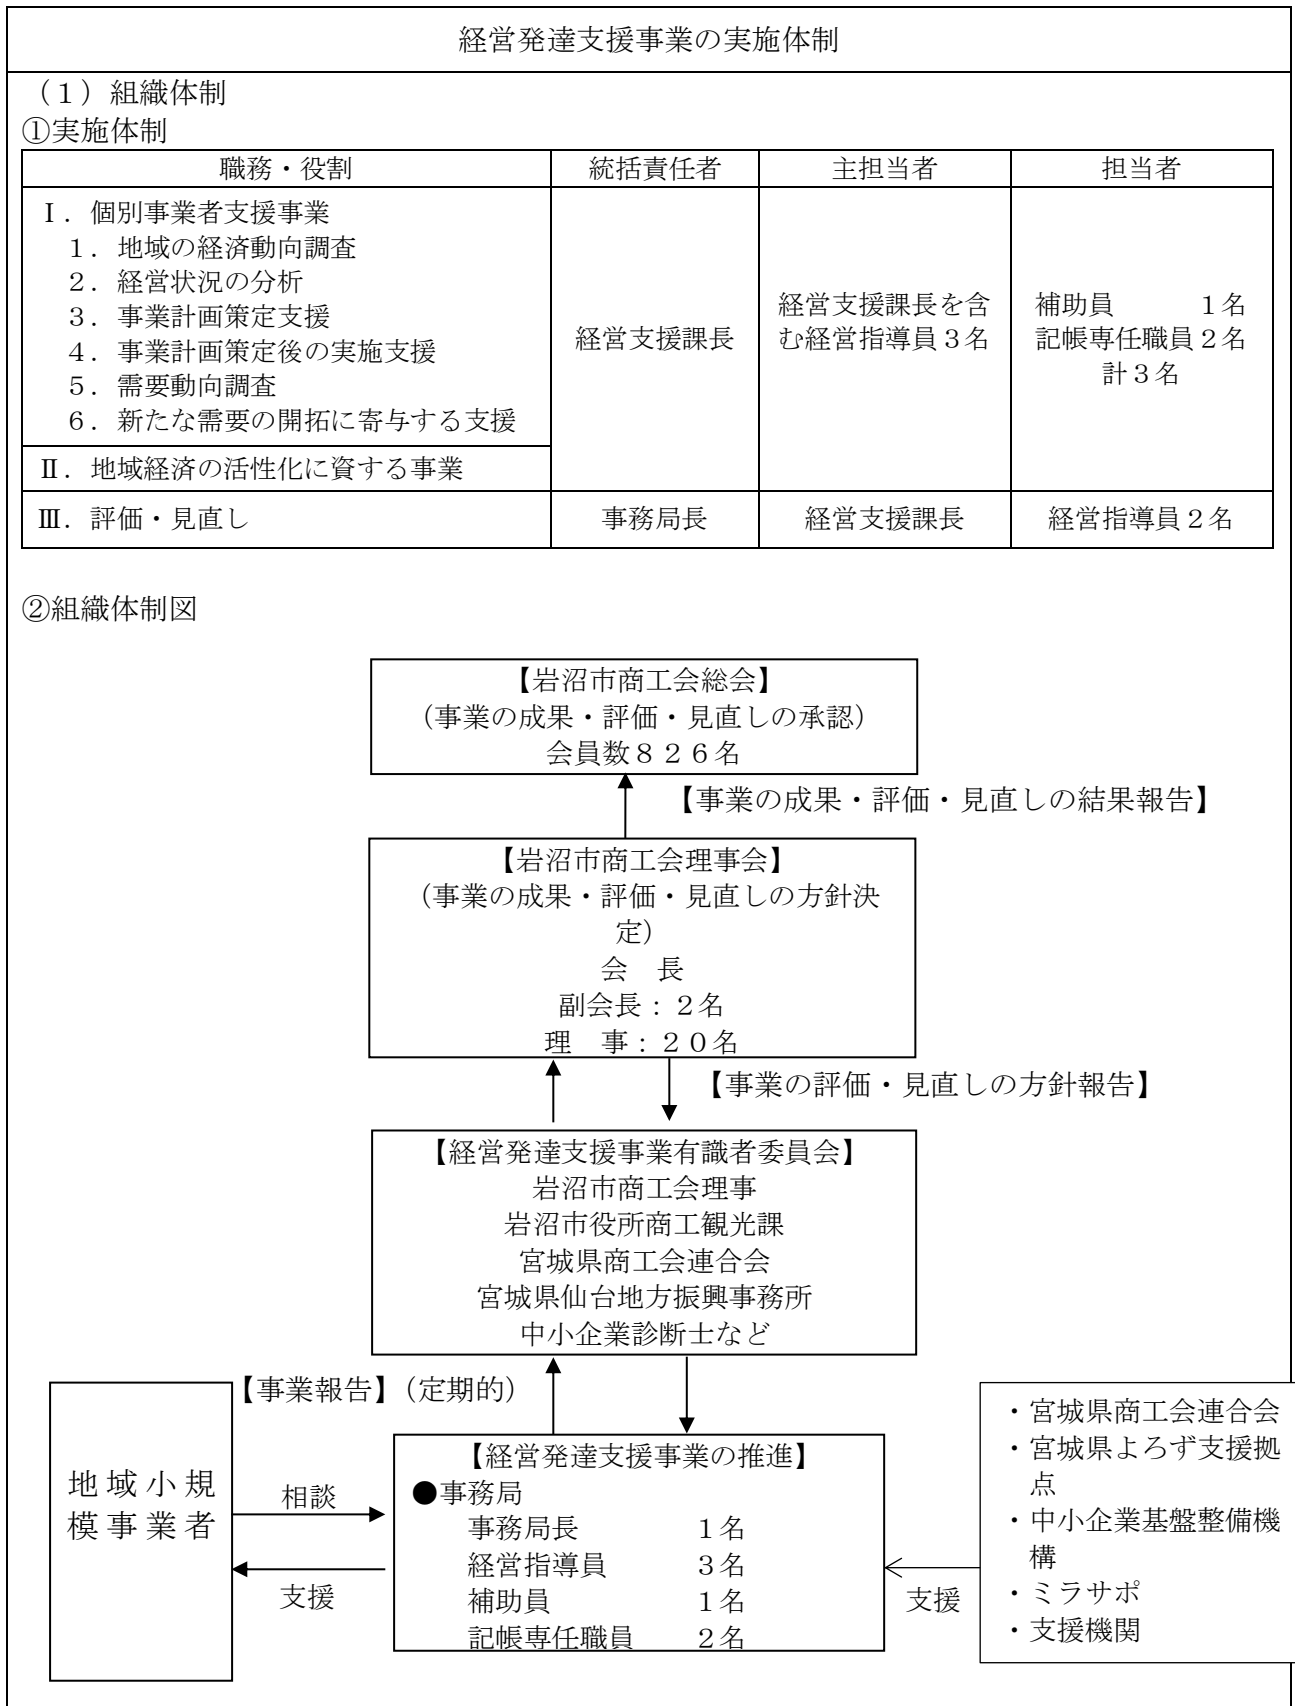 経営発達支援事業の実施体制
（１）組織体制
①実施体制
職務・役割 統括責任者 主担当者 担当者
Ⅰ．個別事業者支援事業
１．地域の経済動向調査
２．経営状況の分析
３．事業計画策定支援
４．事業計画策定後の実施支援
５．需要動向調査
６．新たな需要の開拓に寄与する支援
Ⅱ．地域経済の活性化に資する事業
経営支援課長
経営支援課長を含
む経営指導員３名
補助員 １名
記帳専任職員２名
計３名
Ⅲ．評価・見直し 事務局長 経営支援課長 経営指導員２名
②組織体制図
【岩沼市商工会総会】
（事業の成果・評価・見直しの承認）
会員数８２６名
【事業の成果・評価・見直しの結果報告】
【岩沼市商工会理事会】
（事業の成果・評価・見直しの方針決
定）
会　長
副会長：２名
理　事：２０名
【事業の評価・見直しの方針報告】
【経営発達支援事業有識者委員会】
岩沼市商工会理事
岩沼市役所商工観光課
宮城県商工会連合会
宮城県仙台地方振興事務所
中小企業診断士など
【事業報告】（定期的）
地域小規
模事業者
相談
支援
【経営発達支援事業の推進】
●事務局
事務局長 １名
経営指導員 ３名
補助員 １名
記帳専任職員 ２名
支援
・宮城県商工会連合会
・宮城県よろず支援拠
点
・中小企業基盤整備機
構
・ミラサポ
・支援機関